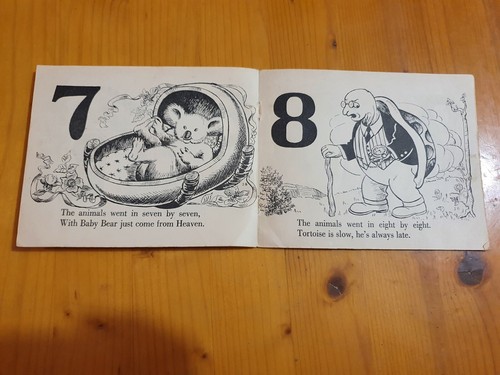 7
The animals went in seven by seven,
With Baby Bear just come from Heaven.
8
The animals went in eight by eight.
Tortoise is slow, he's always late.